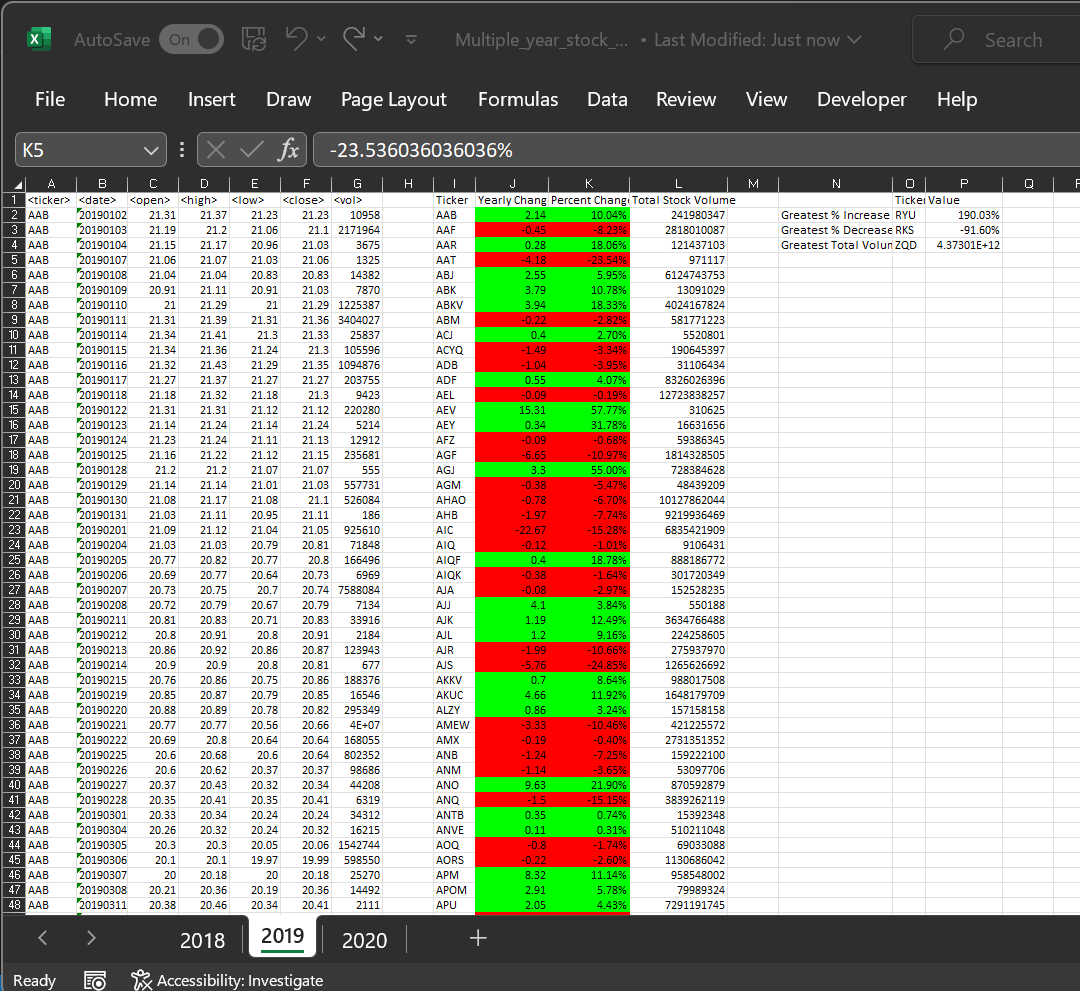 AutoSave On Multiple_year_stock_... • Last Modified: Just now Search
File Home Insert Draw Page Layout Formulas Data Review View Developer Help
K5 fx -23.536036036036%
A B C D E F G H I J K L M N O P Q
1 <ticker> <date> <open> <high> <low> <close> <vol> Ticker Yearly Chang Percent Chang Total Stock Volume Ticke Value
2 AAB 20190102 21.31 21.37 21.23 21.23 10958 AAB 2.14 10.04% 241980347 Greatest % Increase RYU 190.03%
3 AAB 20190103 21.19 21.2 21.06 21.1 2171964 AAF -0.45 -8.23% 2818010087 Greatest % Decrease RKS -91.60%
4 AAB 20190104 21.15 21.17 20.96 21.03 3675 AAR 0.28 18.06% 121437103 Greatest Total Volun ZQD 4.37301E+12
5 AAB 20190107 21.06 21.07 21.03 21.06 1325 AAT -4.18 -23.54% 971117
6 AAB 20190108 21.04 21.04 20.83 20.83 14382 ABJ 2.55 5.95% 6124743753
7 AAB 20190109 20.91 21.11 20.91 21.03 7870 ABK 3.79 10.78% 13091029
8 AAB 20190110 21 21.29 21 21.29 1225387 ABKV 3.94 18.33% 4024167824
9 AAB 20190111 21.31 21.39 21.31 21.36 3404027 ABM -0.22 -2.82% 581771223
10 AAB 20190114 21.34 21.41 21.3 21.33 25837 ACJ 0.4 2.70% 5520801
11 AAB 20190115 21.34 21.36 21.24 21.3 105596 ACYQ -1.49 -3.34% 190645397
12 AAB 20190116 21.32 21.43 21.29 21.35 1094876 ADB -1.04 -3.95% 31106434
13 AAB 20190117 21.27 21.37 21.27 21.27 203755 ADF 0.55 4.07% 8326026396
14 AAB 20190118 21.18 21.32 21.18 21.3 9423 AEL -0.09 -0.19% 12723838257
15 AAB 20190122 21.31 21.31 21.12 21.12 220280 AEV 15.31 57.77% 310625
16 AAB 20190123 21.14 21.24 21.14 21.24 5214 AEY 0.34 31.78% 16631656
17 AAB 20190124 21.23 21.24 21.11 21.13 12912 AFZ -0.09 -0.68% 59386345
18 AAB 20190125 21.16 21.22 21.12 21.15 235681 AGF -6.65 -10.97% 1814328505
19 AAB 20190128 21.2 21.2 21.07 21.07 555 AGJ 3.3 55.00% 728384628
20 AAB 20190129 21.14 21.14 21.01 21.03 557731 AGM -0.38 -5.47% 48439209
21 AAB 20190130 21.08 21.17 21.08 21.1 526084 AHAO -0.78 -6.70% 10127862044
22 AAB 20190131 21.03 21.11 20.95 21.11 186 AHB -1.97 -7.74% 9219936469
23 AAB 20190201 21.09 21.12 21.04 21.05 925610 AIC -22.67 -15.28% 6835421909
24 AAB 20190204 21.03 21.03 20.79 20.81 71848 AIQ -0.12 -1.01% 9106431
25 AAB 20190205 20.77 20.82 20.77 20.8 166496 AIQF 0.4 18.78% 888186772
26 AAB 20190206 20.69 20.77 20.64 20.73 6969 AIQK -0.38 -1.64% 301720349
27 AAB 20190207 20.73 20.75 20.7 20.74 7588084 AJA -0.08 -2.97% 152528235
28 AAB 20190208 20.72 20.79 20.67 20.79 7134 AJJ 4.1 3.84% 550188
29 AAB 20190211 20.81 20.83 20.71 20.83 33916 AJK 1.19 12.49% 3634766488
30 AAB 20190212 20.8 20.91 20.8 20.91 2184 AJL 1.2 9.16% 224258605
31 AAB 20190213 20.86 20.92 20.86 20.87 123943 AJR -1.99 -10.66% 275937970
32 AAB 20190214 20.9 20.9 20.8 20.81 677 AJS -5.76 -24.85% 1265626692
33 AAB 20190215 20.76 20.86 20.75 20.86 188376 AKKV 0.7 8.64% 988017508
34 AAB 20190219 20.85 20.87 20.79 20.85 16546 AKUC 4.66 11.92% 1648179709
35 AAB 20190220 20.88 20.89 20.78 20.82 295349 ALZY 0.86 3.24% 157158158
36 AAB 20190221 20.77 20.77 20.56 20.66 4E+07 AMEW -3.33 -10.46% 421225572
37 AAB 20190222 20.69 20.8 20.64 20.64 168055 AMX -0.19 -0.40% 2731351352
38 AAB 20190225 20.6 20.68 20.6 20.64 802352 ANB -1.24 -7.25% 159222100
39 AAB 20190226 20.6 20.62 20.37 20.37 98686 ANM -1.14 -3.65% 53097706
40 AAB 20190227 20.37 20.43 20.32 20.34 44208 ANO 9.63 21.90% 870592879
41 AAB 20190228 20.35 20.41 20.35 20.41 6319 ANQ -1.5 -15.15% 3839262119
42 AAB 20190301 20.33 20.34 20.24 20.24 34312 ANTB 0.35 0.74% 15392348
43 AAB 20190304 20.26 20.32 20.24 20.32 16215 ANVE 0.11 0.31% 510211048
44 AAB 20190305 20.3 20.3 20.05 20.06 1542744 AOQ -0.8 -1.74% 69033088
45 AAB 20190306 20.1 20.1 19.97 19.99 598550 AORS -0.22 -2.60% 1130686042
46 AAB 20190307 20 20.18 20 20.18 25270 APM 8.32 11.14% 958548002
47 AAB 20190308 20.21 20.36 20.19 20.36 14492 APOM 2.91 5.78% 79989324
48 AAB 20190311 20.38 20.46 20.34 20.41 2111 APU 2.05 4.43% 7291191745
2018 2019 2020 +
Ready Accessibility: Investigate